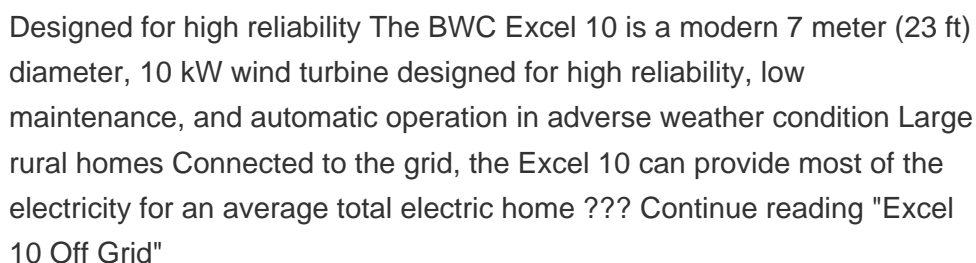 Designed for high reliability The BWC Excel 10 is a modern 7 meter (23 ft)
diameter, 10 kW wind turbine designed for high reliability, low
maintenance, and automatic operation in adverse weather condition Large
rural homes Connected to the grid, the Excel 10 can provide most of the
electricity for an average total electric home ??? Continue reading "Excel
10 Off Grid"